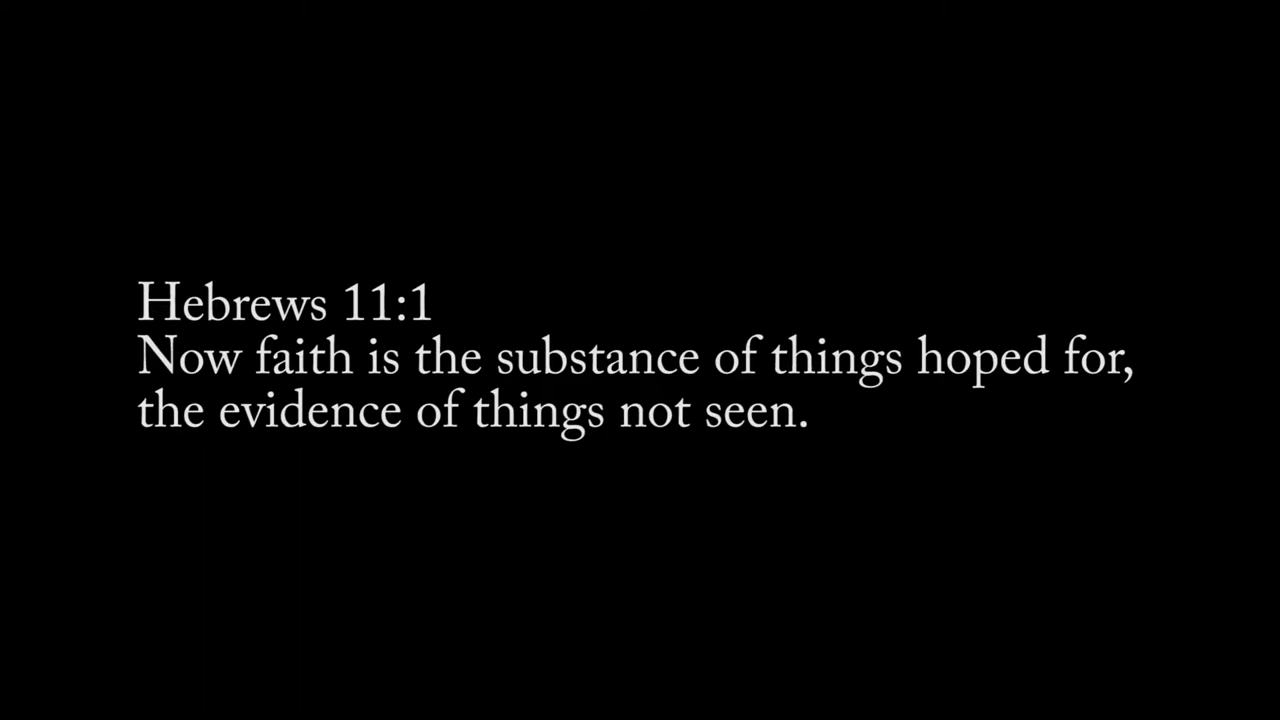 Hebrews 11:1
Now faith is the substance of things hoped for,
the evidence of things not seen.